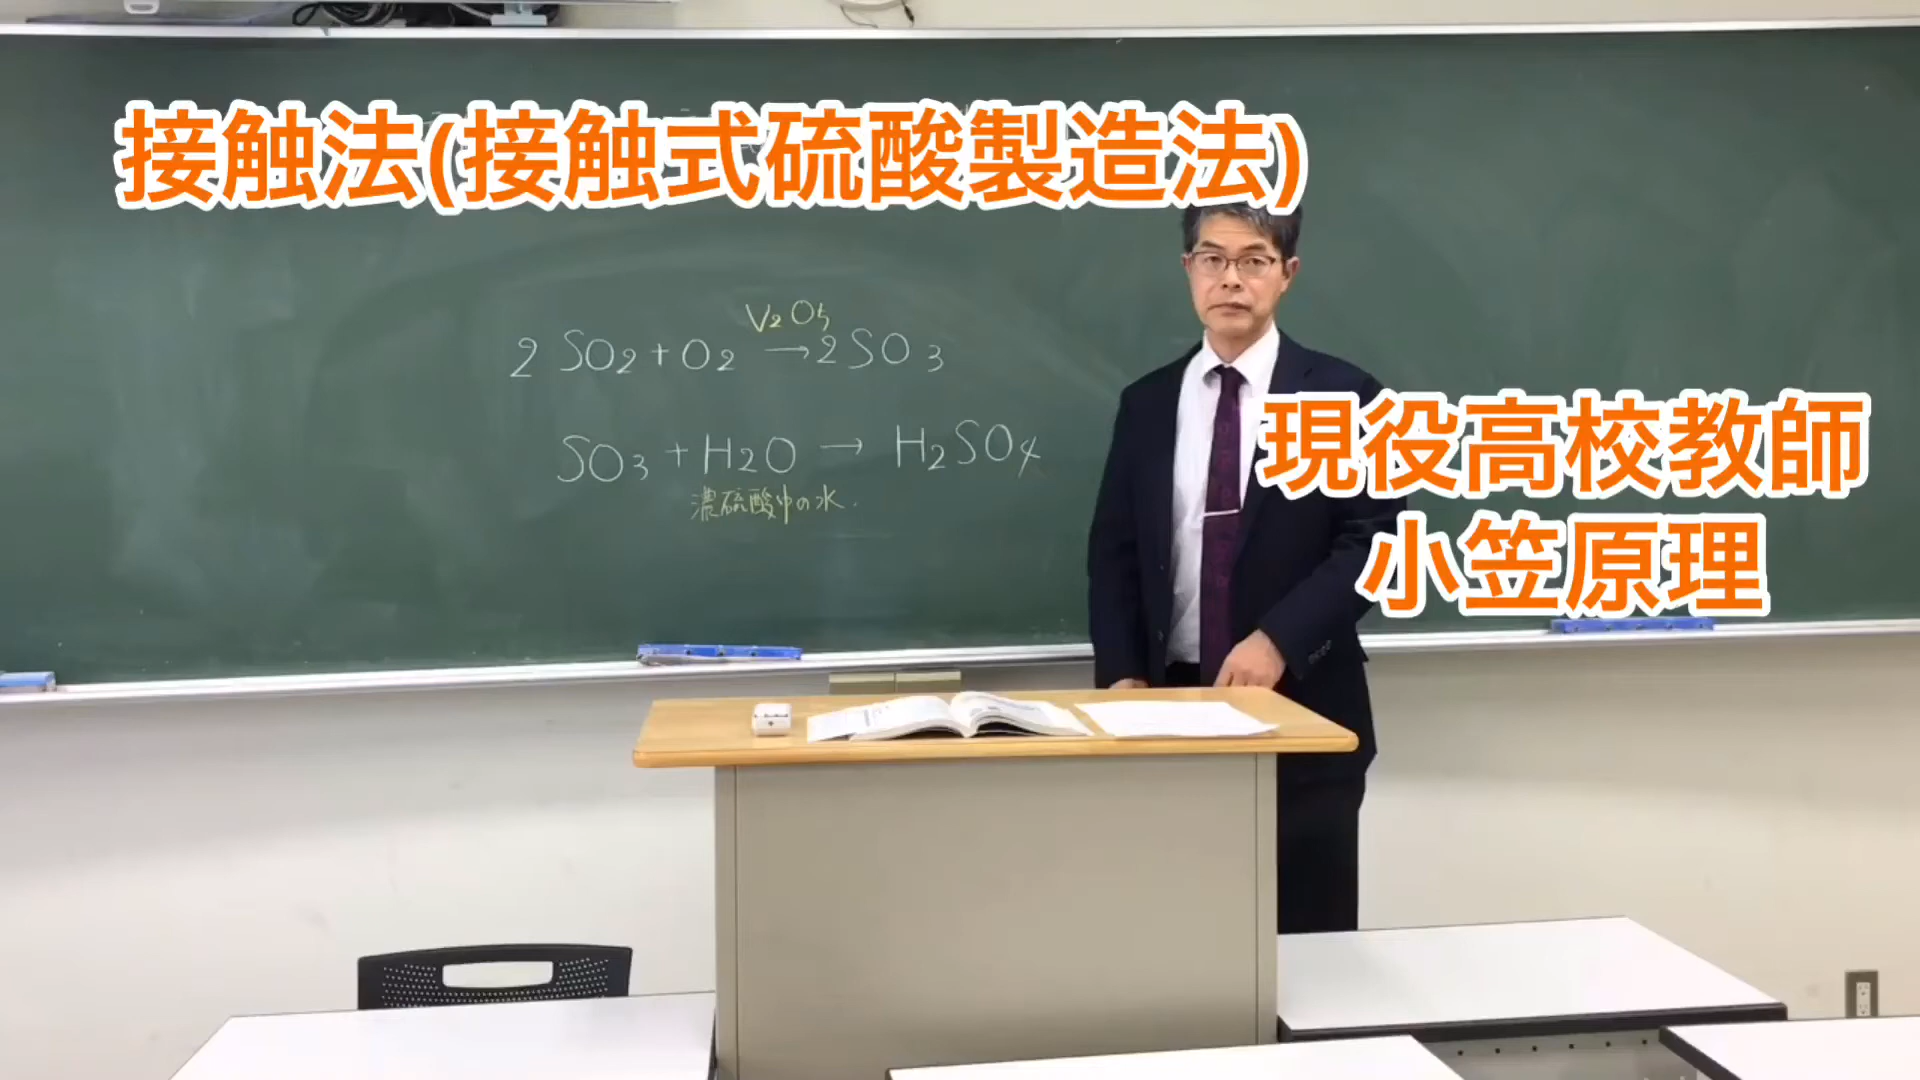 接触法(接触式硫酸製造法)
V2O5
2SO2+O2→2SO3
SO3+H2O→H2SO4
濃硫酸中の水.
現役高校教師
小笠原理